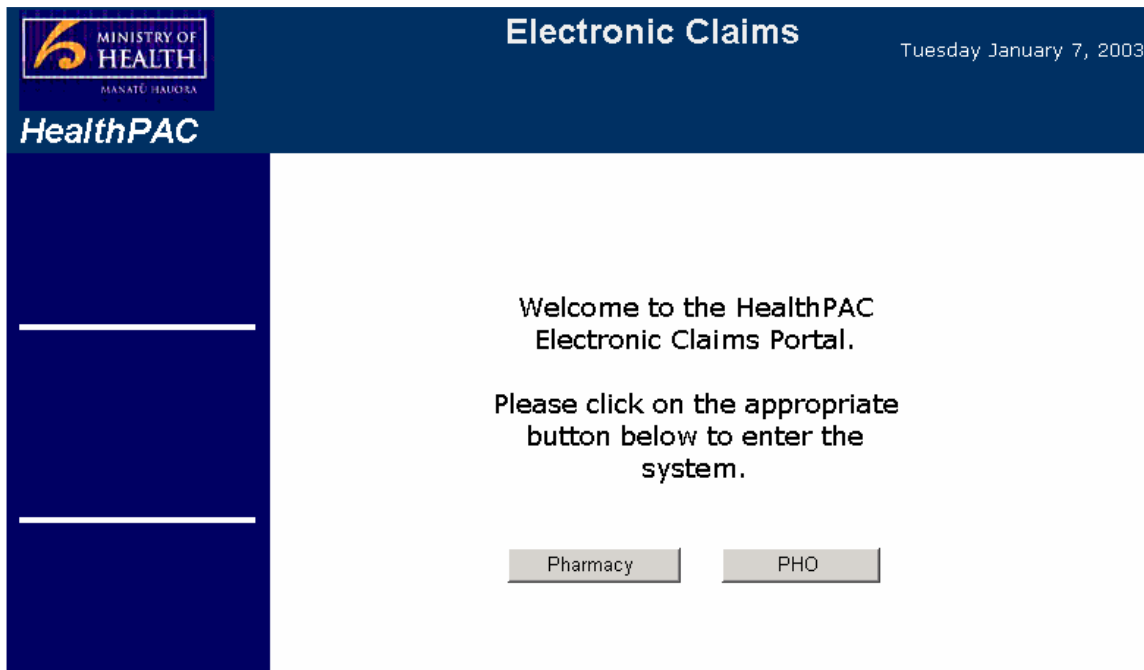 MINISTRY OF
HEALTH
MANATŪ HAUORA
HealthPAC
Electronic Claims
Tuesday January 7, 2003
Welcome to the HealthPAC
Electronic Claims Portal.
Please click on the appropriate
button below to enter the
system.
Pharmacy
PHO